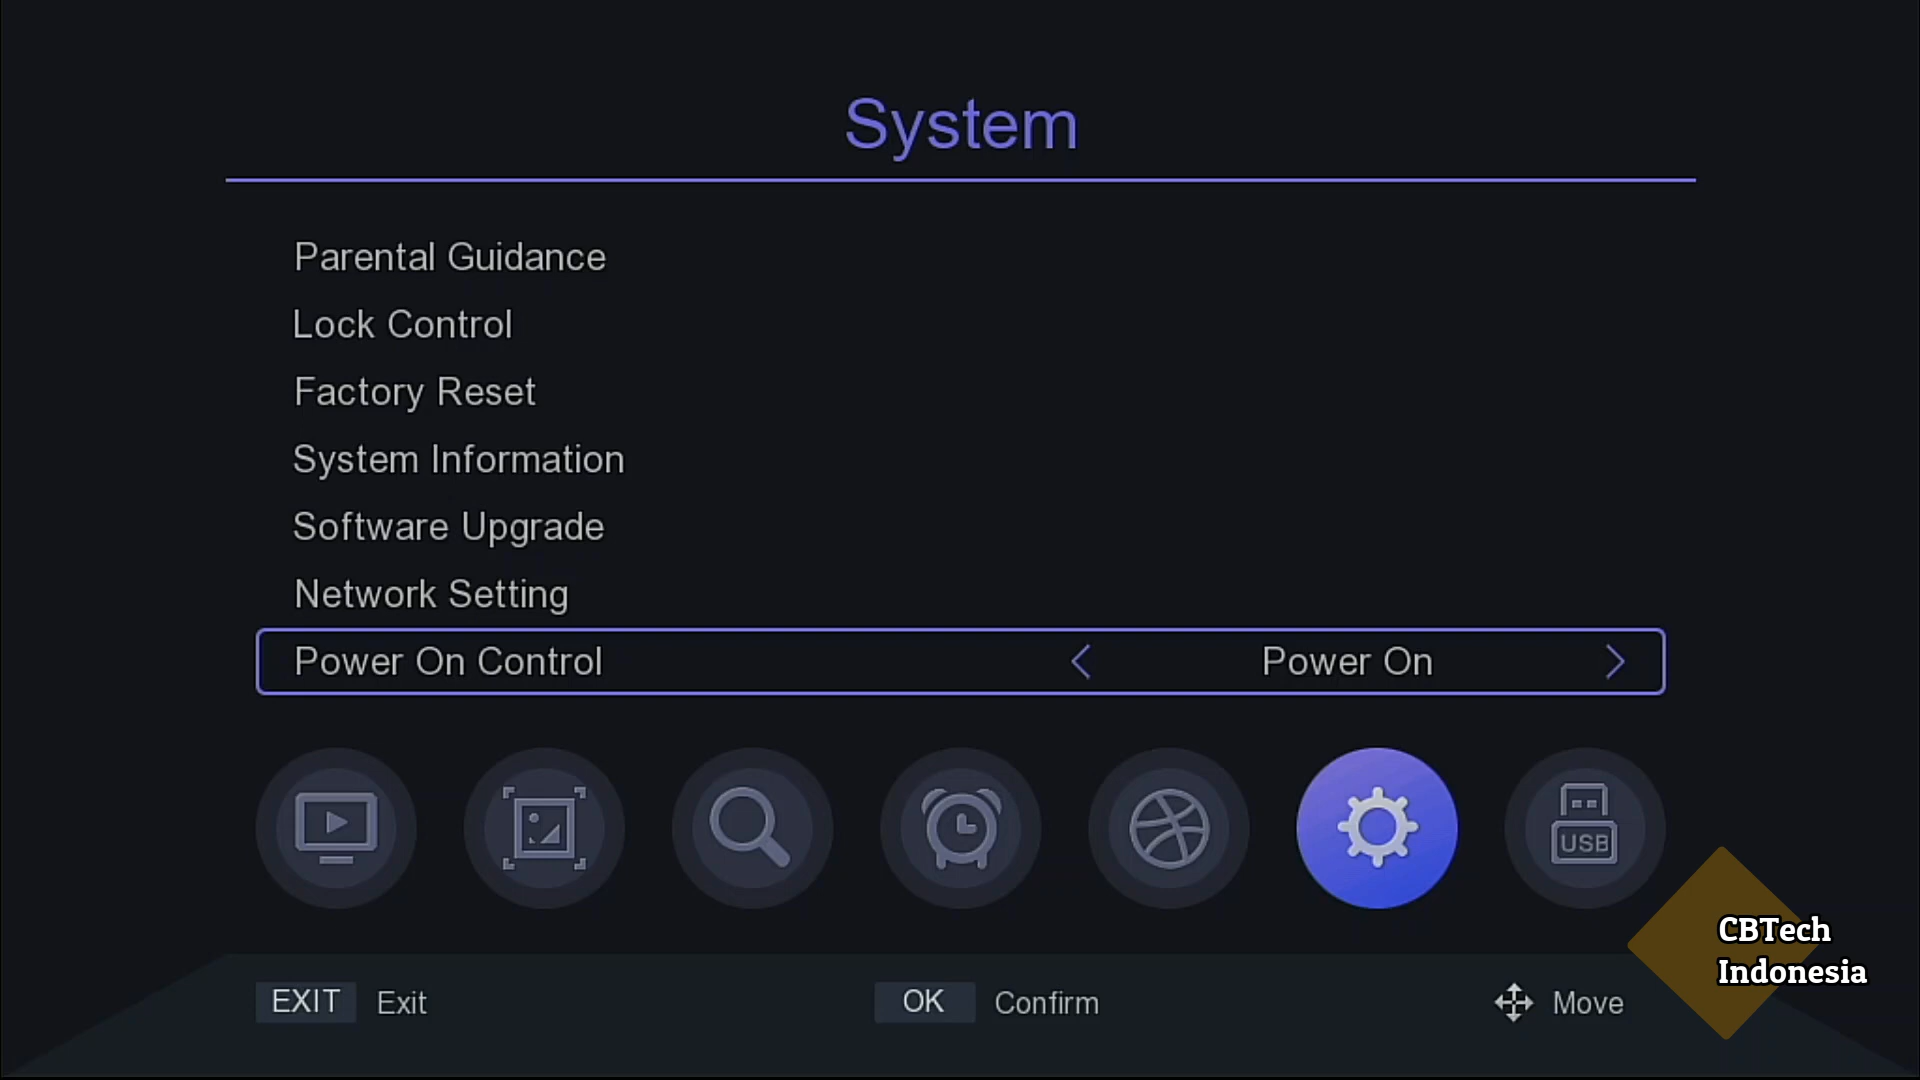 System
Parental Guidance
Lock Control
Factory Reset
System Information
Software Upgrade
Network Setting
Power On Control Power On
USB
CBTech
Indonesia
EXIT Exit OK Confirm Move